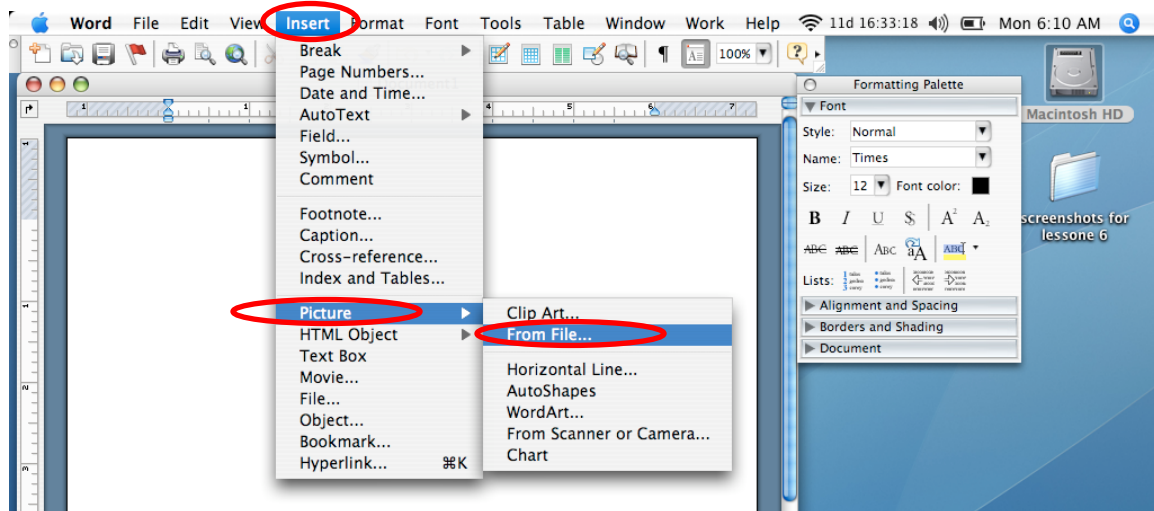 Word File Edit View Insert Format Font Tools Table Window Work Help 11d 16:33:18 Mon 6:10 AM
100%
Break
Page Numbers...
Date and Time...
AutoText
Field...
Symbol...
Comment
Footnote...
Caption...
Cross-reference...
Index and Tables...
Picture
HTML Object
Text Box
Movie...
File...
Object...
Bookmark...
Hyperlink... ⌘K
Clip Art...
From File...
Horizontal Line...
AutoShapes
WordArt...
From Scanner or Camera...
Chart
Formatting Palette
Font
Style: Normal
Name: Times
Size: 12 Font color:
B I U S A² A₂
ABC ABC ABC aA ABC
Lists:
Alignment and Spacing
Borders and Shading
Document
Macintosh HD
screenshots for
lessone 6